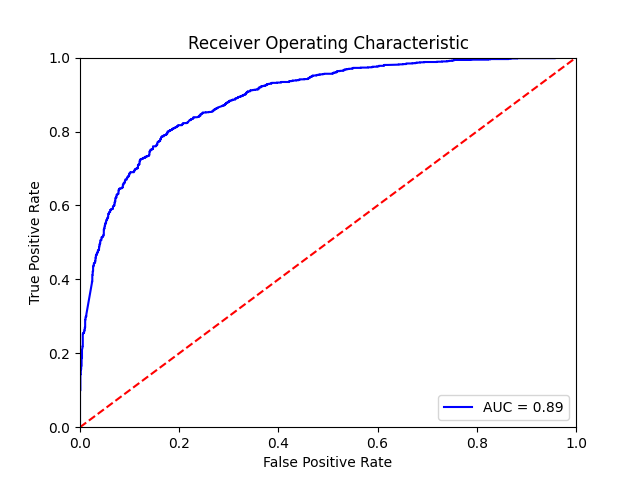 Receiver Operating Characteristic
1.0
0.8
0.6
0.4
0.2
0.0
True Positive Rate
AUC = 0.89
0.0 0.2 0.4 0.6 0.8 1.0
False Positive Rate